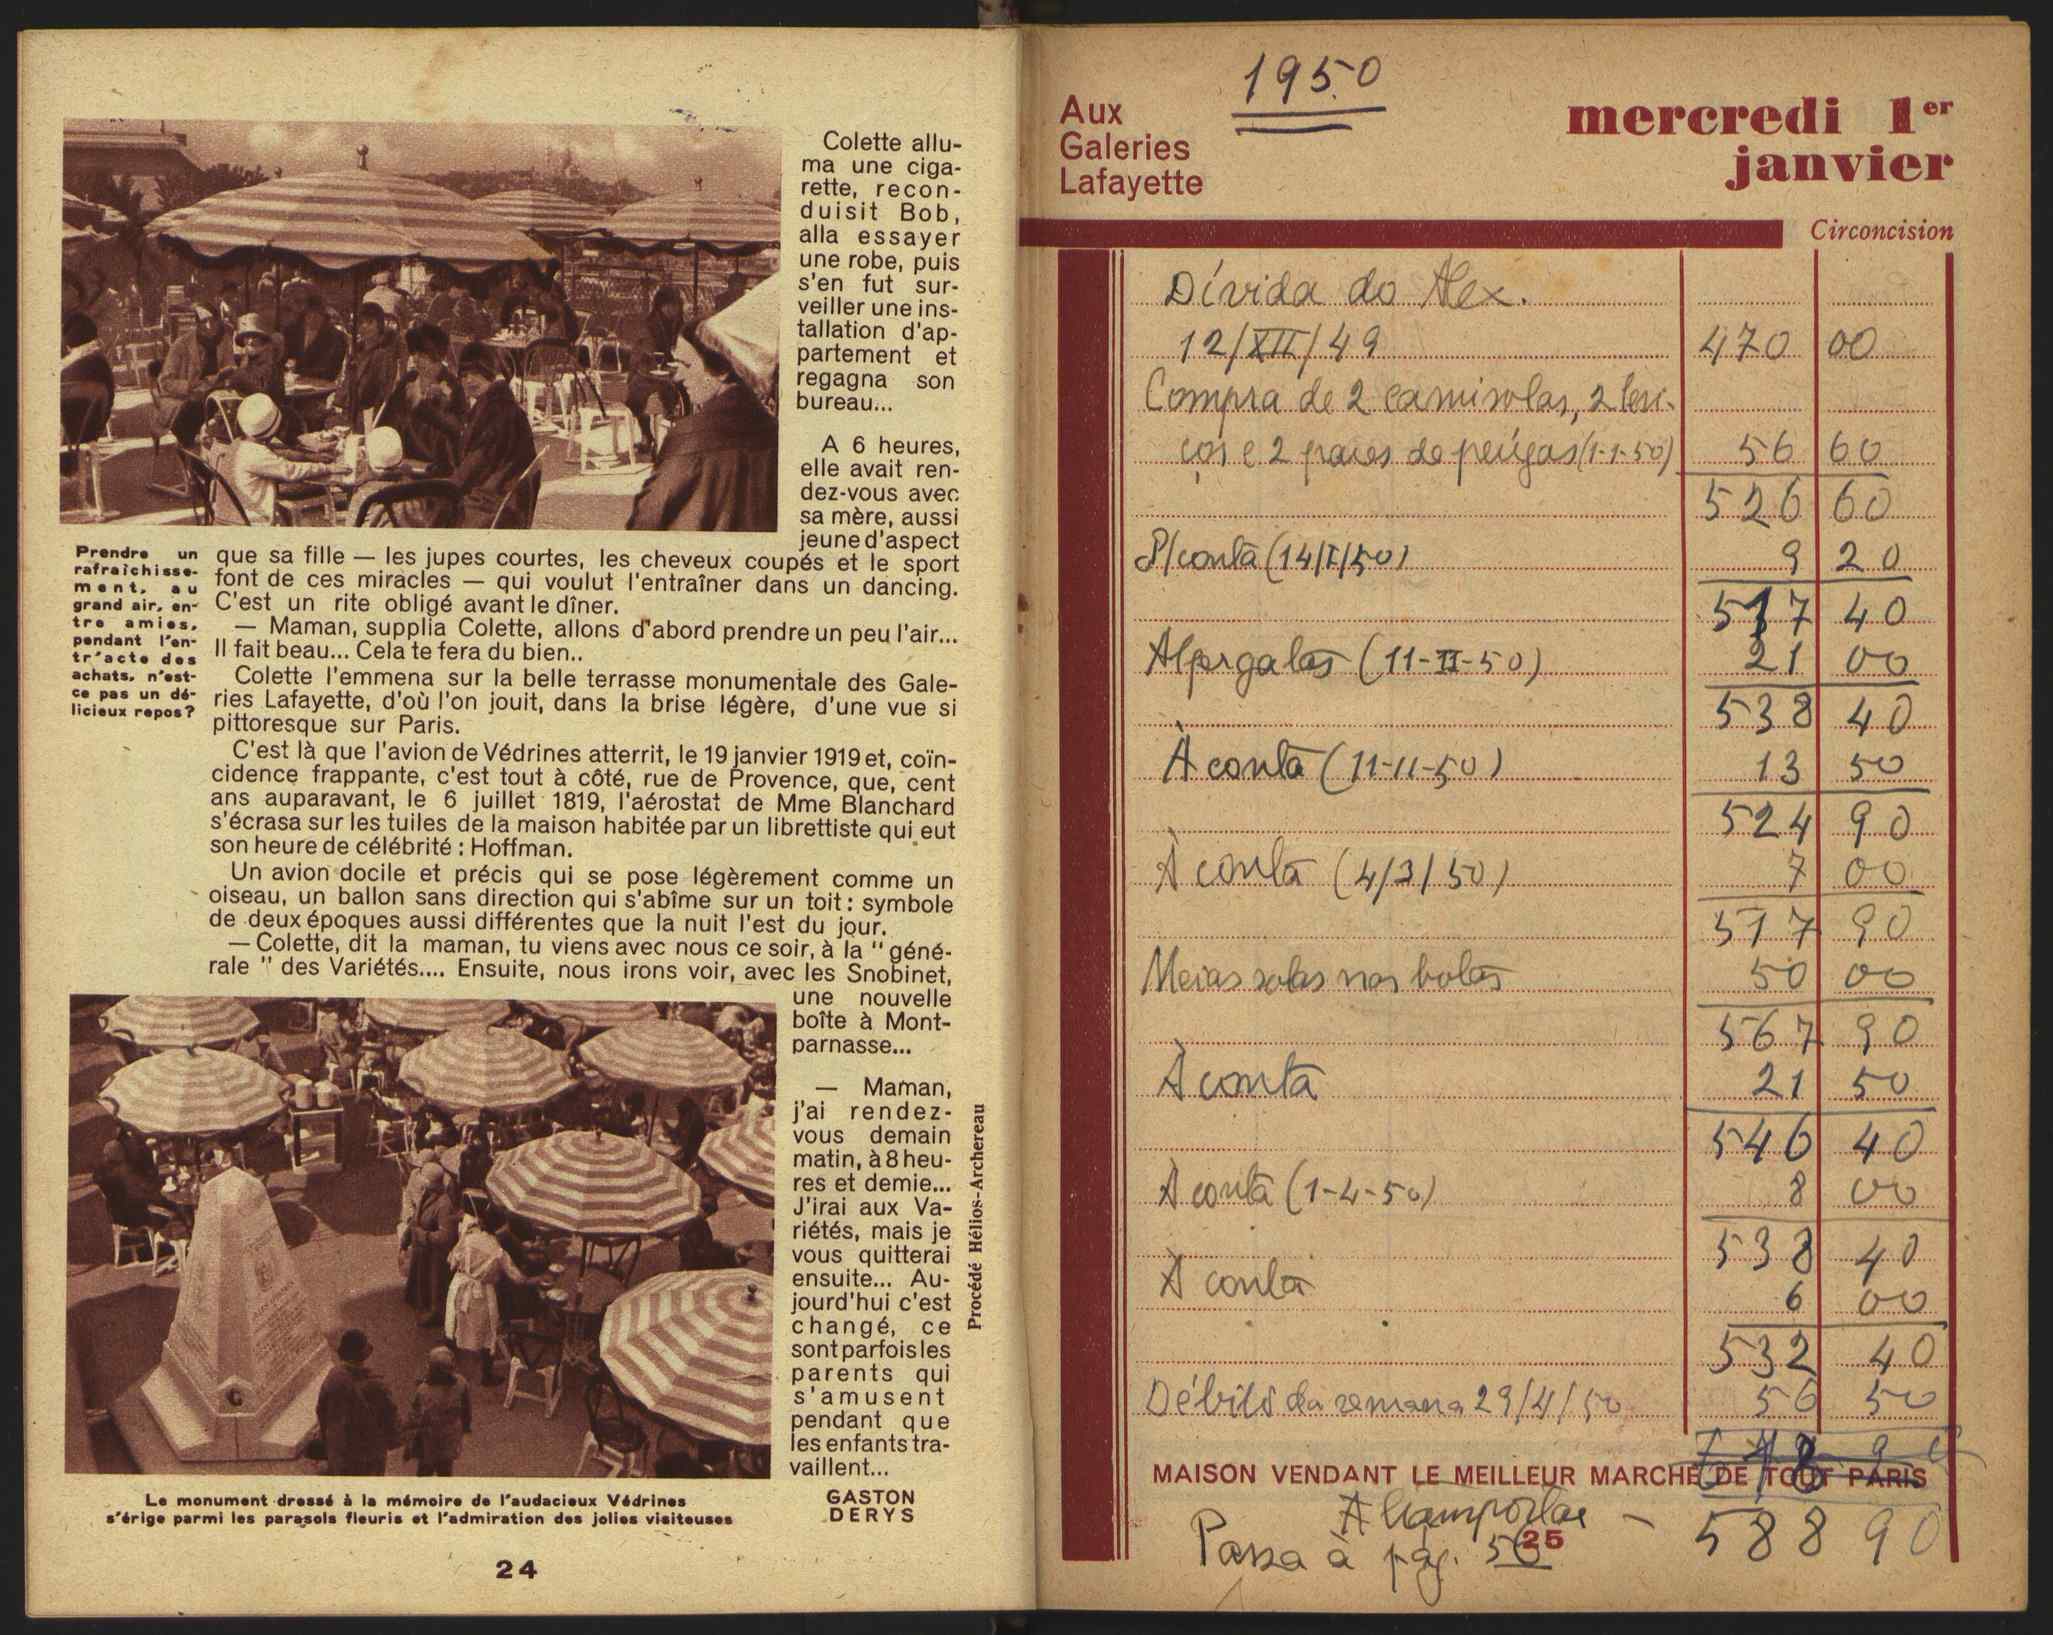 Colette allu-
ma une ciga-
rette, recon-
duisit Bob,
alla essayer
une robe, puis
s'en fut sur-
veiller une ins-
tallation d'ap-
partement et
regagna son
bureau...
A 6 heures,
elle avait ren-
dez-vous avec
sa mère, aussi
jeune d'aspect
que sa fille — les jupes courtes, les cheveux coupés et le sport
font de ces miracles — qui voulut l'entraîner dans un dancing.
C'est un rite obligé avant le dîner.
— Maman, supplia Colette, allons d'abord prendre un peu l'air...
Il fait beau... Cela te fera du bien..
Colette l'emmena sur la belle terrasse monumentale des Gale-
ries Lafayette, d'où l'on jouit, dans la brise légère, d'une vue si
pittoresque sur Paris.
C'est là que l'avion de Védrines atterrit, le 19 janvier 1919 et, coïn-
cidence frappante, c'est tout à côté, rue de Provence, que, cent
ans auparavant, le 6 juillet 1819, l'aérostat de Mme Blanchard
s'écrasa sur les tuiles de la maison habitée par un librettiste qui eut
son heure de célébrité : Hoffman.
Un avion docile et précis qui se pose légèrement comme un
oiseau, un ballon sans direction qui s'abîme sur un toit : symbole
de deux époques aussi différentes que la nuit l'est du jour.
— Colette, dit la maman, tu viens avec nous ce soir, à la "géné-
rale" des Variétés.... Ensuite, nous irons voir, avec les Snobinet,
une nouvelle
boîte à Mont-
parnasse...
— Maman,
j'ai rendez-
vous demain
matin, à 8 heu-
res et demie...
J'irai aux Va-
riétés, mais je
vous quitterai
ensuite... Au-
jourd'hui c'est
changé, ce
sont parfois les
parents qui
s'amusent
pendant que
les enfants tra-
vaillent...
GASTON
DERYS
Prendre un
rafraîchisse-
ment, au
grand air, en-
tre amies,
pendant l'en-
tr'acte des
achats, n'est-
ce pas un dé-
licieux repos?
Procédé Hélios-Archereau
Le monument dressé à la mémoire de l'audacieux Védrines
s'érige parmi les parasols fleuris et l'admiration des jolies visiteuses
24
1950
Aux
Galeries
Lafayette
mercredi 1er
janvier
Circoncision
Dívida do Alex.
12/XII/49 470 00
Compra de 2 camisolas, 2 
e 2 pares de peúgas (1-1-50) 56 60
526 60
P/conta (14/I/50) 9 20
517 40
Alpergatas (11-II-50) 21 00
538 40
À conta (11-11-50) 13 50
524 90
À conta (4/3/50) 7 00
517 90
Meias solas nas botas 50 00
567 90
À conta 21 50
546 40
À conta (1-4-50) 8 00
538 40
À conta 6 00
532 40
Débito da semana 29/4/50 56 50
MAISON VENDANT LE MEILLEUR MARCHÉ DE TOUT PARIS
A transportar — 588 90
Passa à pág. 56
25